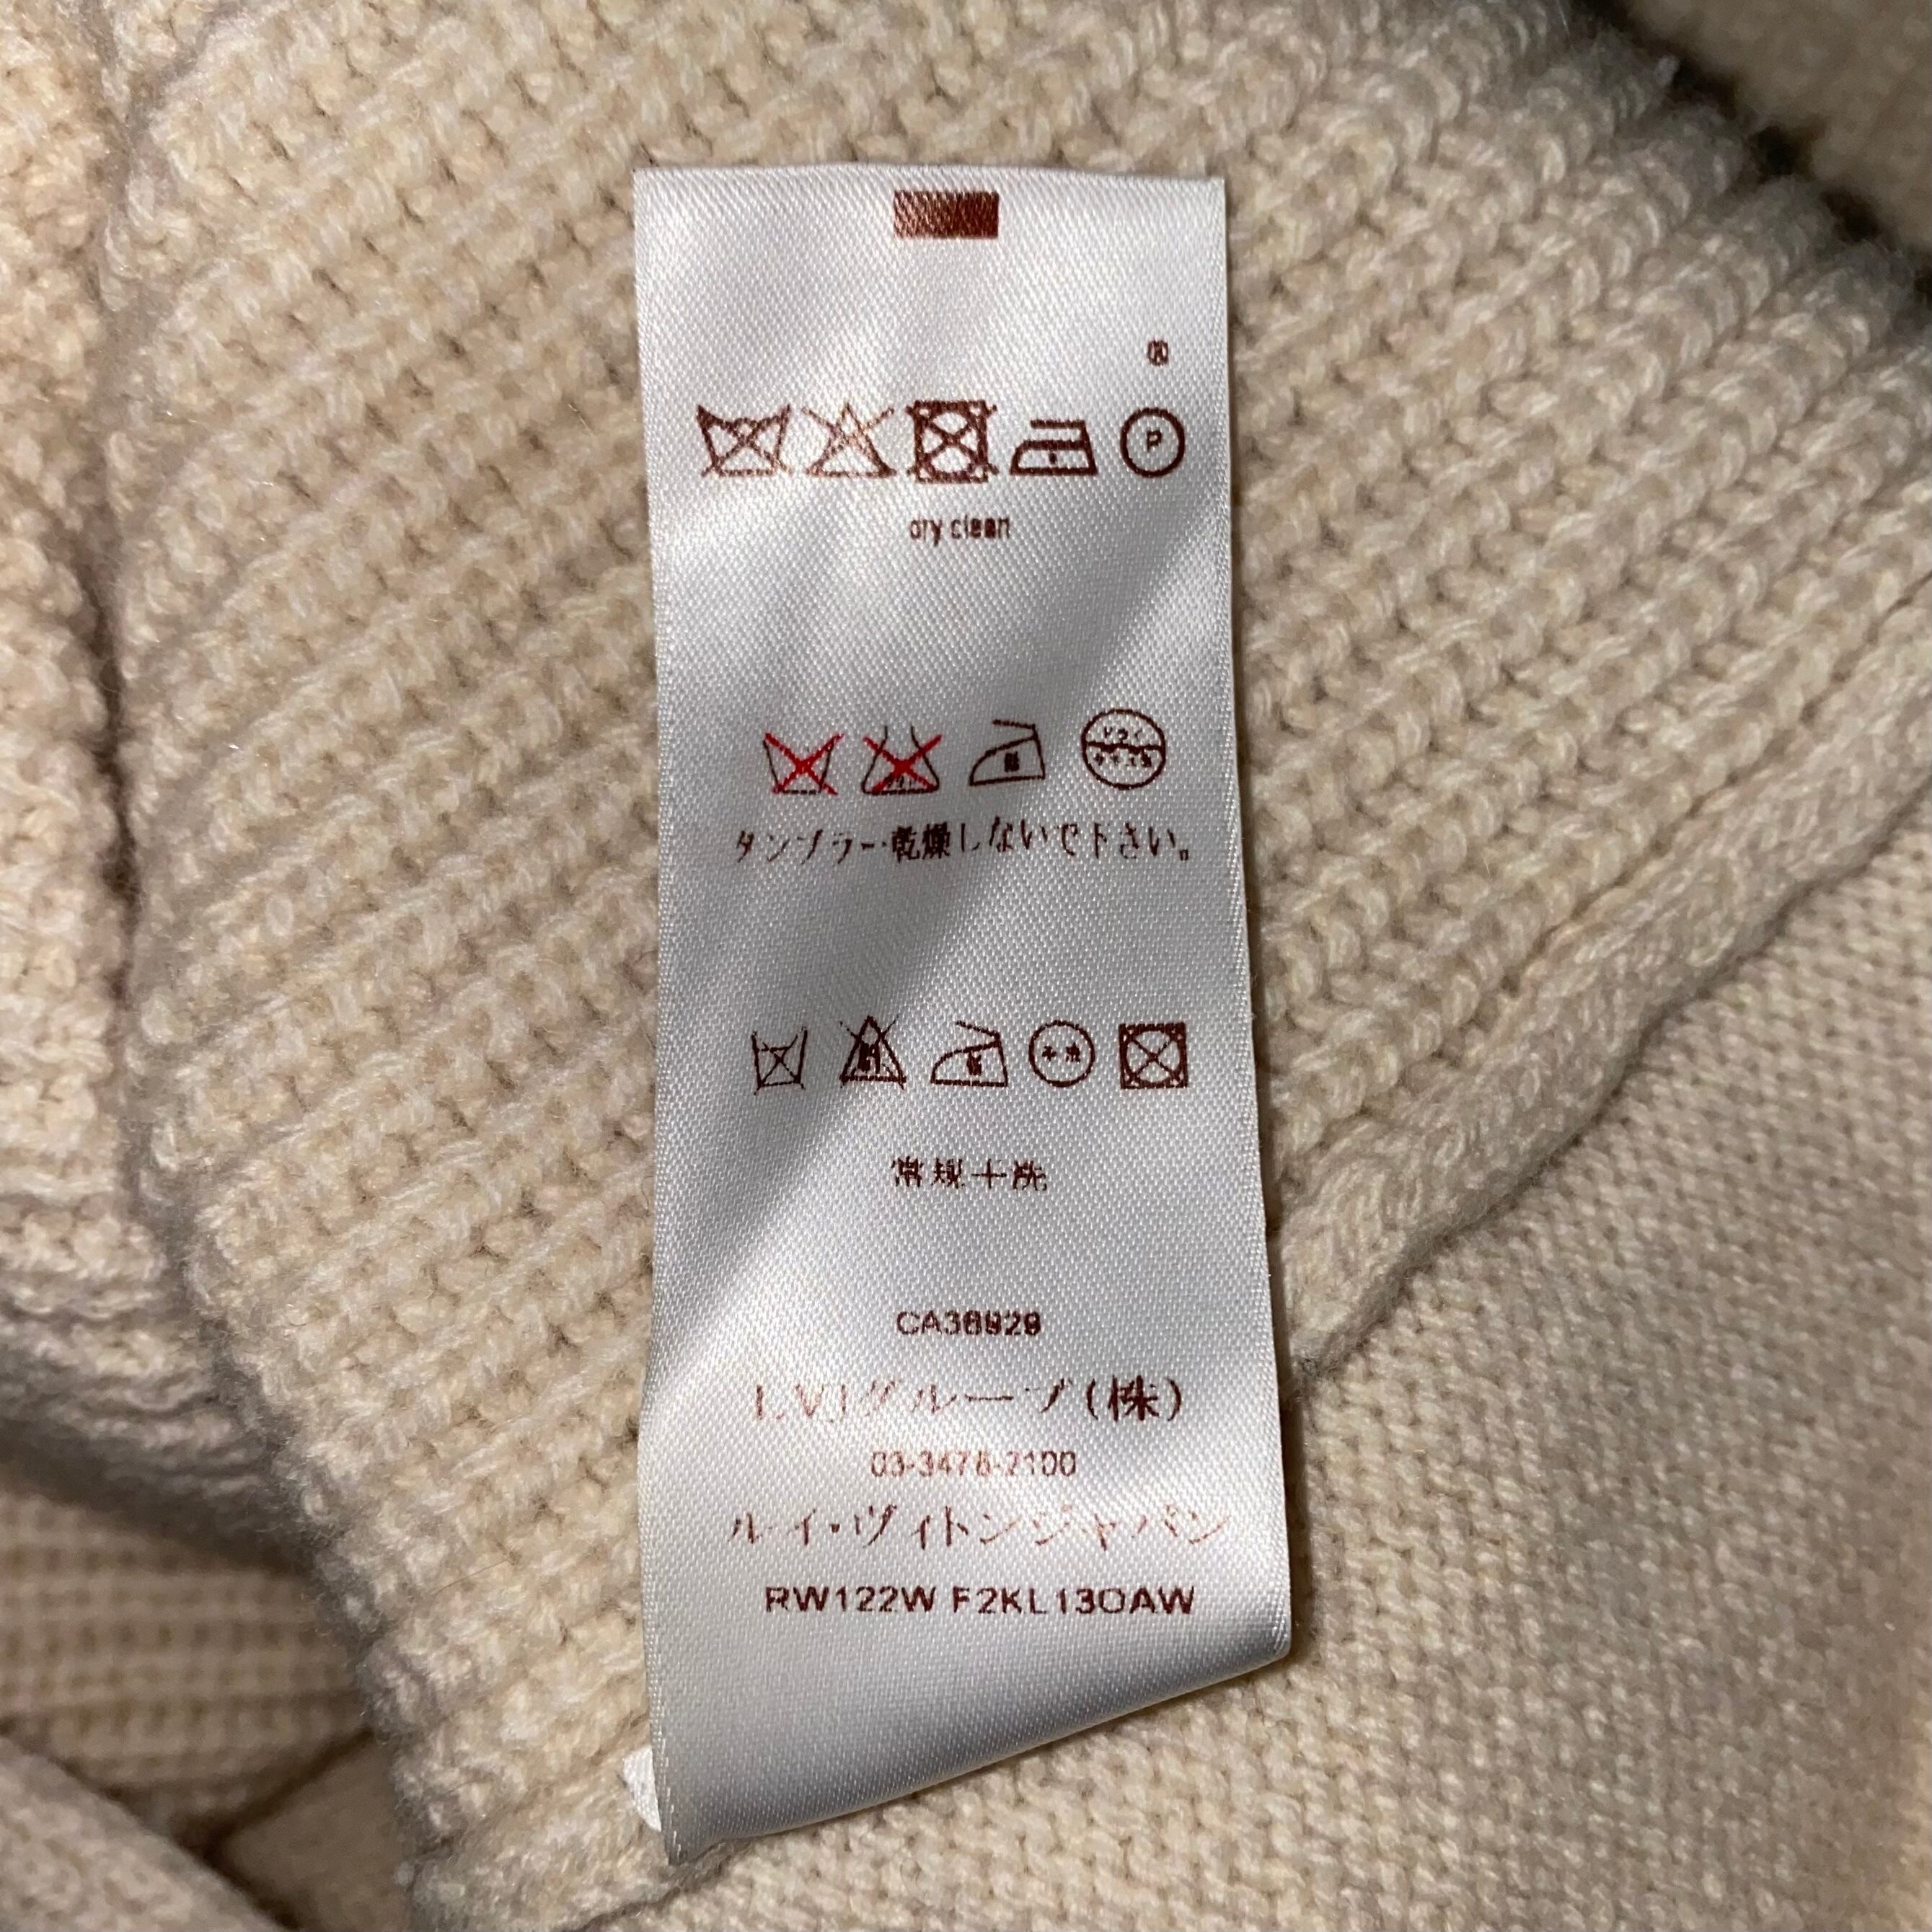 ®
P
dry clean
タンブラー乾燥しないで下さい。
常规干洗
CA36929
LVJグループ(株)
03-3478-2100
ルイ・ヴィトンジャパン
RW122W F2KL13OAW